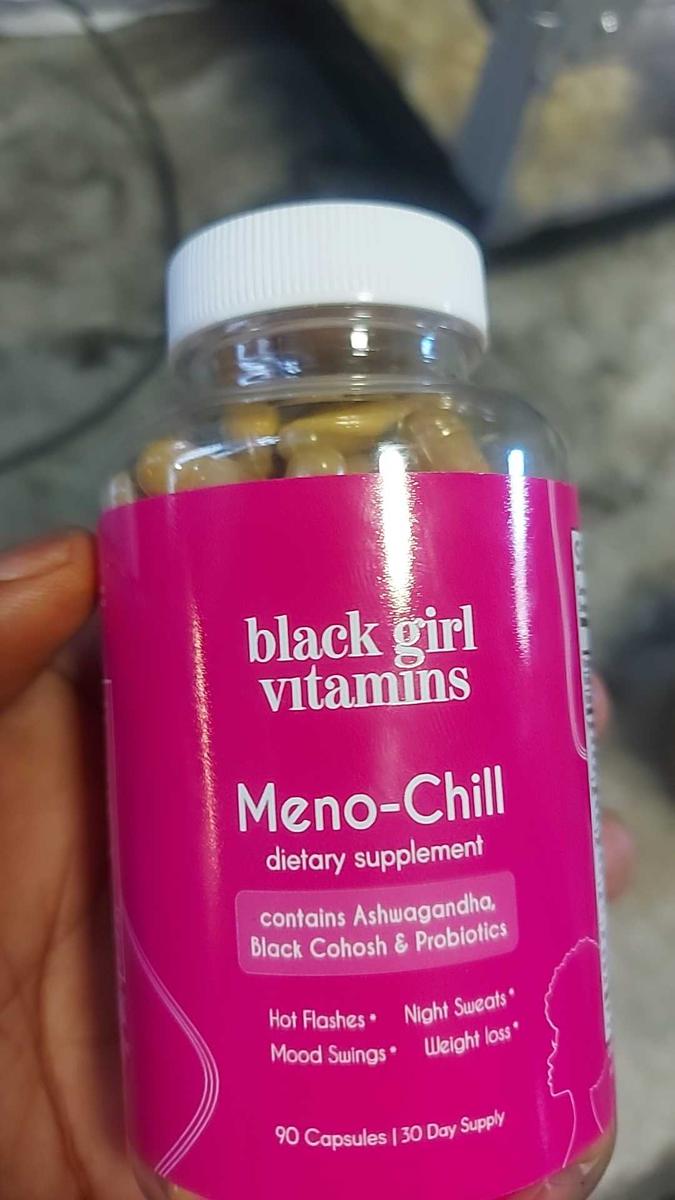 black girl
vitamins
Meno-Chill
dietary supplement
contains Ashwagandha,
Black Cohosh & Probiotics
Hot Flashes* Night Sweats*
Mood Swings* Weight loss*
90 Capsules | 30 Day Supply